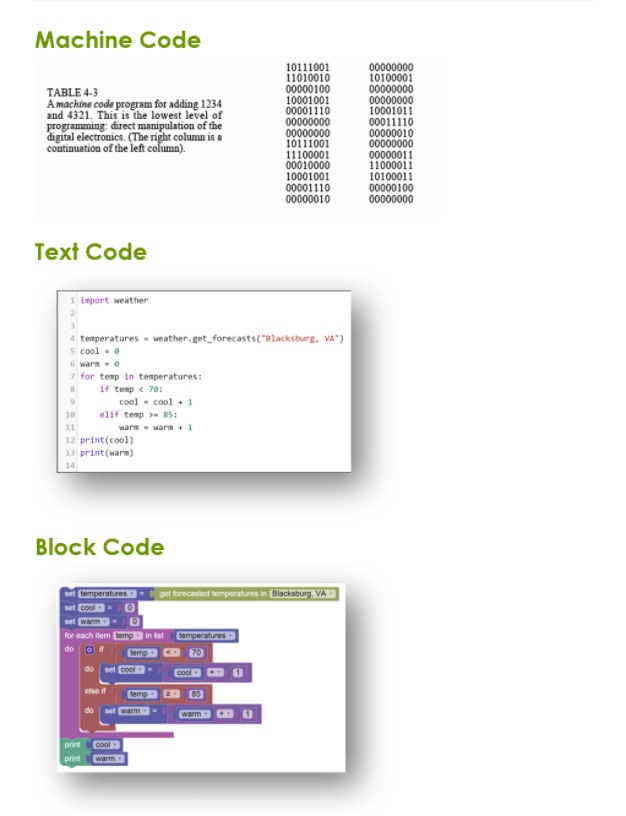 Machine Code
TABLE 4-3
A machine code program for adding 1234
and 4321. This is the lowest level of
programming: direct manipulation of the
digital electronics. (The right column is a
continuation of the left column).
10111001 00000000
11010010 10100001
00000100 00000000
10001001 00000000
00001110 10001011
00000000 00011110
00000000 00000010
10111001 00000000
11100001 00000011
00010000 11000011
10001001 10100011
00001110 00000100
00000010 00000000
Text Code
1 import weather
2
3
4 temperatures = weather.get_forecasts("Blacksburg, VA")
5 cool = 0
6 warm = 0
7 for temp in temperatures:
8 if temp < 70:
9 cool = cool + 1
10 elif temp >= 85:
11 warm = warm + 1
12 print(cool)
13 print(warm)
14
Block Code
set temperatures = get forecasted temperatures in Blacksburg, VA
set cool = 0
set warm = 0
for each item temp in list temperatures
do if temp < 70
do set cool = cool + 1
else if temp ≥ 85
do set warm = warm + 1
print cool
print warm